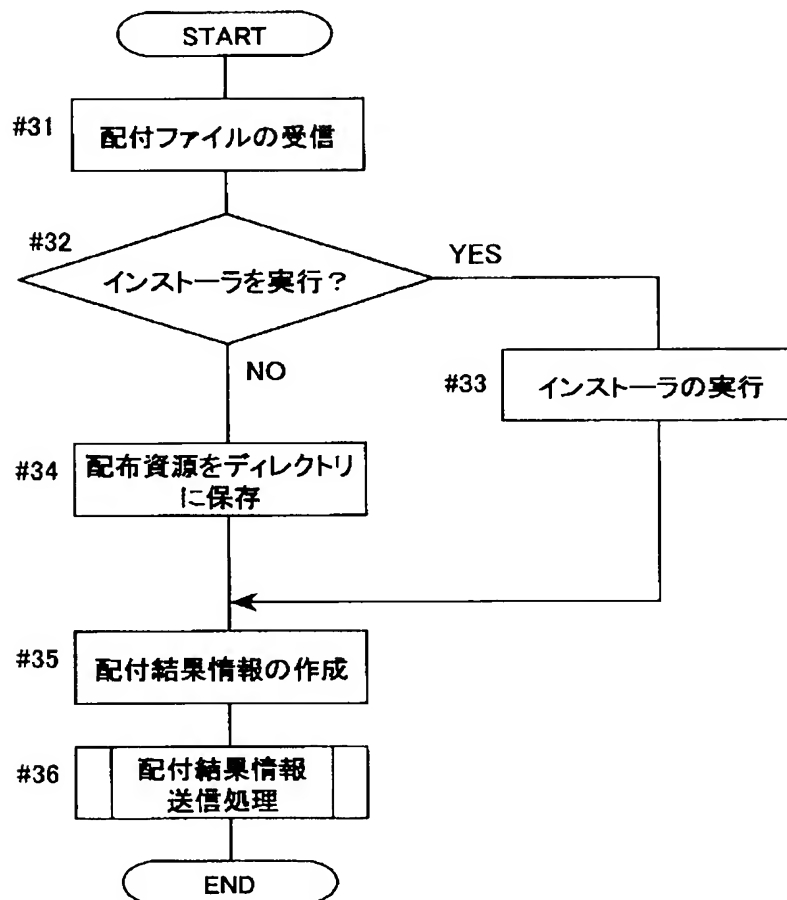 START
#31
配付ファイルの受信
#32
インストーラを実行?
YES
NO
#33
インストーラの実行
#34
配布資源をディレクトリ
に保存
#35
配付結果情報の作成
#36
配付結果情報
送信処理
END